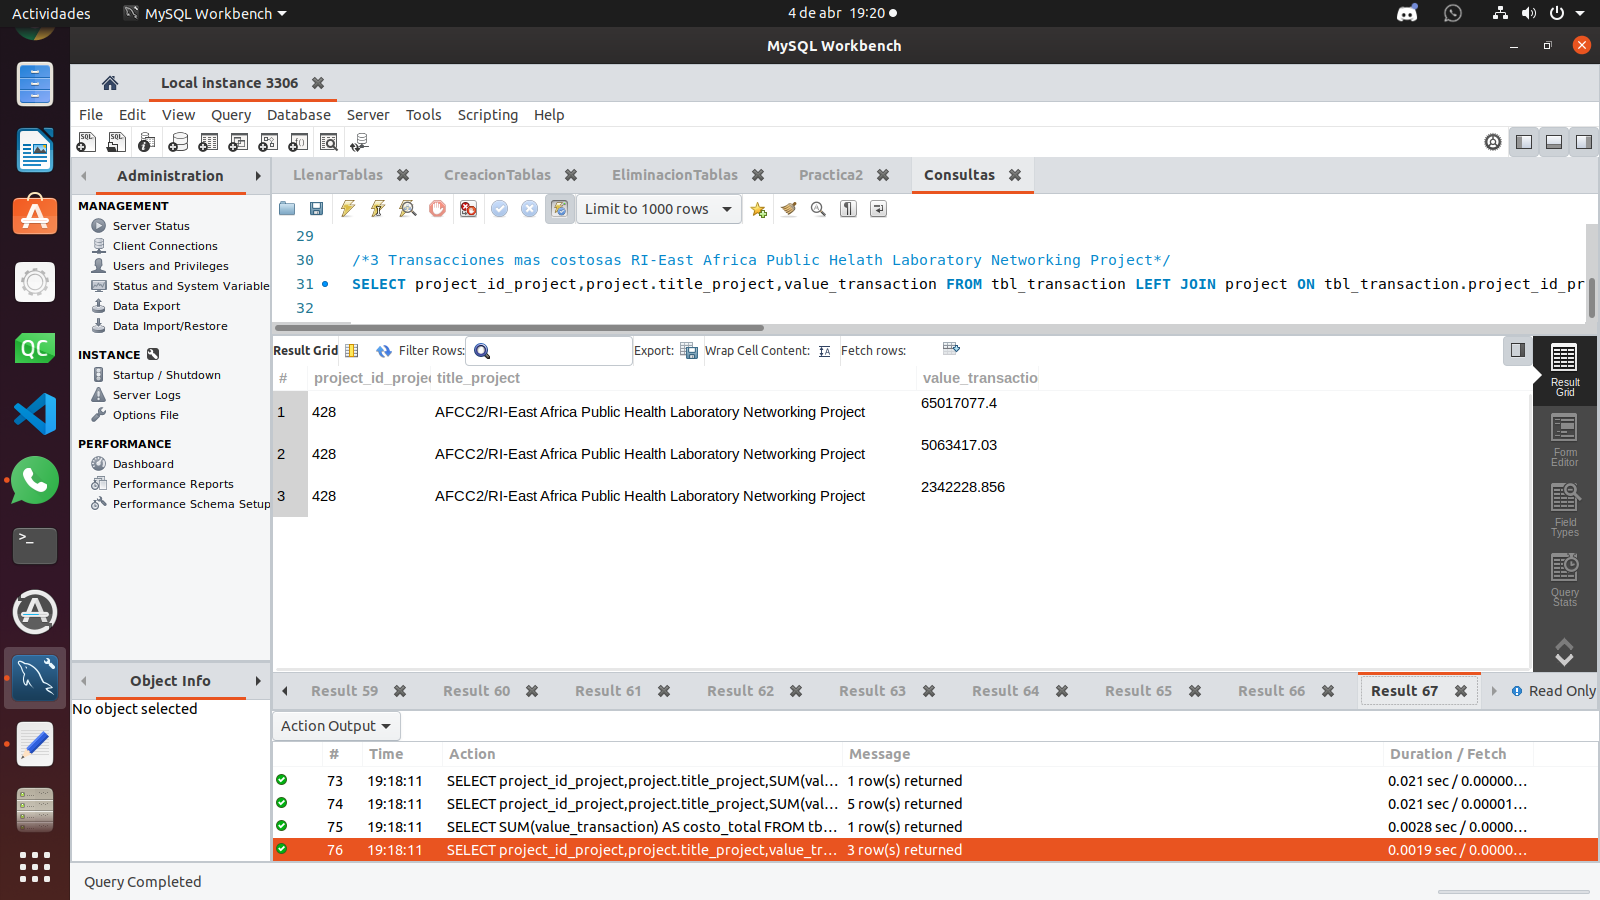 Actividades MySQL Workbench 4 de abr 19:20
MySQL Workbench
Local instance 3306
File Edit View Query Database Server Tools Scripting Help
Administration LlenarTablas CreacionTablas EliminacionTablas Practica2 Consultas
MANAGEMENT
Server Status
Client Connections
Users and Privileges
Status and System Variable
Data Export
Data Import/Restore
INSTANCE
Startup / Shutdown
Server Logs
Options File
PERFORMANCE
Dashboard
Performance Reports
Performance Schema Setup
Object Info
No object selected
Limit to 1000 rows
29
30 /*3 Transacciones mas costosas RI-East Africa Public Helath Laboratory Networking Project*/
31 SELECT project_id_project,project.title_project,value_transaction FROM tbl_transaction LEFT JOIN project ON tbl_transaction.project_id_pr
32
Result Grid Filter Rows: Export: Wrap Cell Content: Fetch rows:
# project_id_projec title_project value_transactio
1 428 AFCC2/RI-East Africa Public Health Laboratory Networking Project 65017077.4
2 428 AFCC2/RI-East Africa Public Health Laboratory Networking Project 5063417.03
3 428 AFCC2/RI-East Africa Public Health Laboratory Networking Project 2342228.856
Result Grid
Form Editor
Field Types
Query Stats
Result 59 Result 60 Result 61 Result 62 Result 63 Result 64 Result 65 Result 66 Result 67 Read Only
Action Output
# Time Action Message Duration / Fetch
73 19:18:11 SELECT project_id_project,project.title_project,SUM(val... 1 row(s) returned 0.021 sec / 0.00000...
74 19:18:11 SELECT project_id_project,project.title_project,SUM(val... 5 row(s) returned 0.021 sec / 0.00001...
75 19:18:11 SELECT SUM(value_transaction) AS costo_total FROM tb... 1 row(s) returned 0.0028 sec / 0.0000...
76 19:18:11 SELECT project_id_project,project.title_project,value_tr... 3 row(s) returned 0.0019 sec / 0.0000...
Query Completed